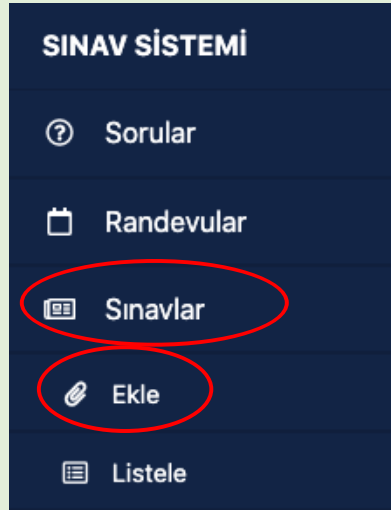 SINAV SİSTEMİ
Sorular
Randevular
Sınavlar
Ekle
Listele